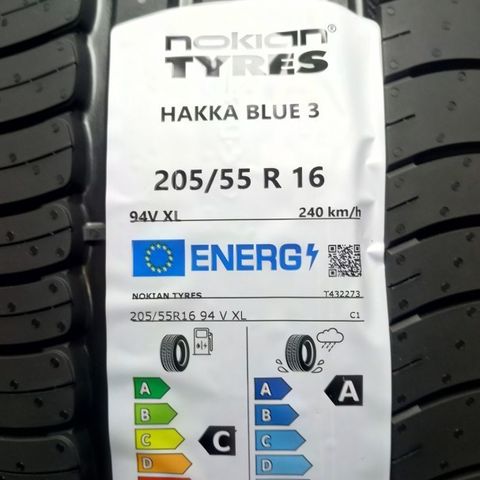 nokian®
TYRES
HAKKA BLUE 3
205/55 R 16
94V XL 240 km/h
ENERG
NOKIAN TYRES T432273
205/55R16 94 V XL C1
A A A
B B
C C C
D D